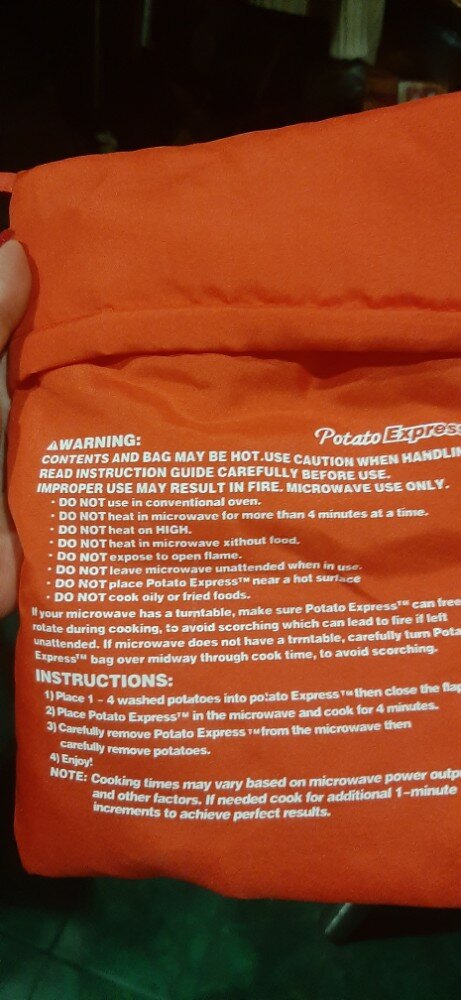 Potato Express
⚠WARNING:
CONTENTS AND BAG MAY BE HOT.USE CAUTION WHEN HANDLIN
READ INSTRUCTION GUIDE CAREFULLY BEFORE USE.
IMPROPER USE MAY RESULT IN FIRE. MICROWAVE USE ONLY.
· DO NOT use in conventional oven.
· DO NOT heat in microwave for more than 4 minutes at a time.
· DO NOT heat on HIGH.
· DO NOT heat in microwave xithout food,
· DO NOT expose to open flame.
· DO NOT leave microwave unattended when in use.
· DO NOT place Potato Express™ near a hot surface
· DO NOT cook oily or fried foods.
If your microwave has a turntable, make sure Potato Express™ can free
rotate during cooking, to avoid scorching which can lead to fire if left
unattended. If microwave does not have a trrntable, carefully turn Pota
Express™ bag over midway through cook time, to avoid scorching.
INSTRUCTIONS:
1) Place 1 - 4 washed potatoes into potato Express™ then close the flap
2) Place Potato Express™ in the microwave and cook for 4 minutes.
3) Carefully remove Potato Express™ from the microwave then
carefully remove potatoes.
4) Enjoy!
NOTE: Cooking times may vary based on microwave power outpu
and other factors. If needed cook for additional 1-minute
increments to achieve perfect results.